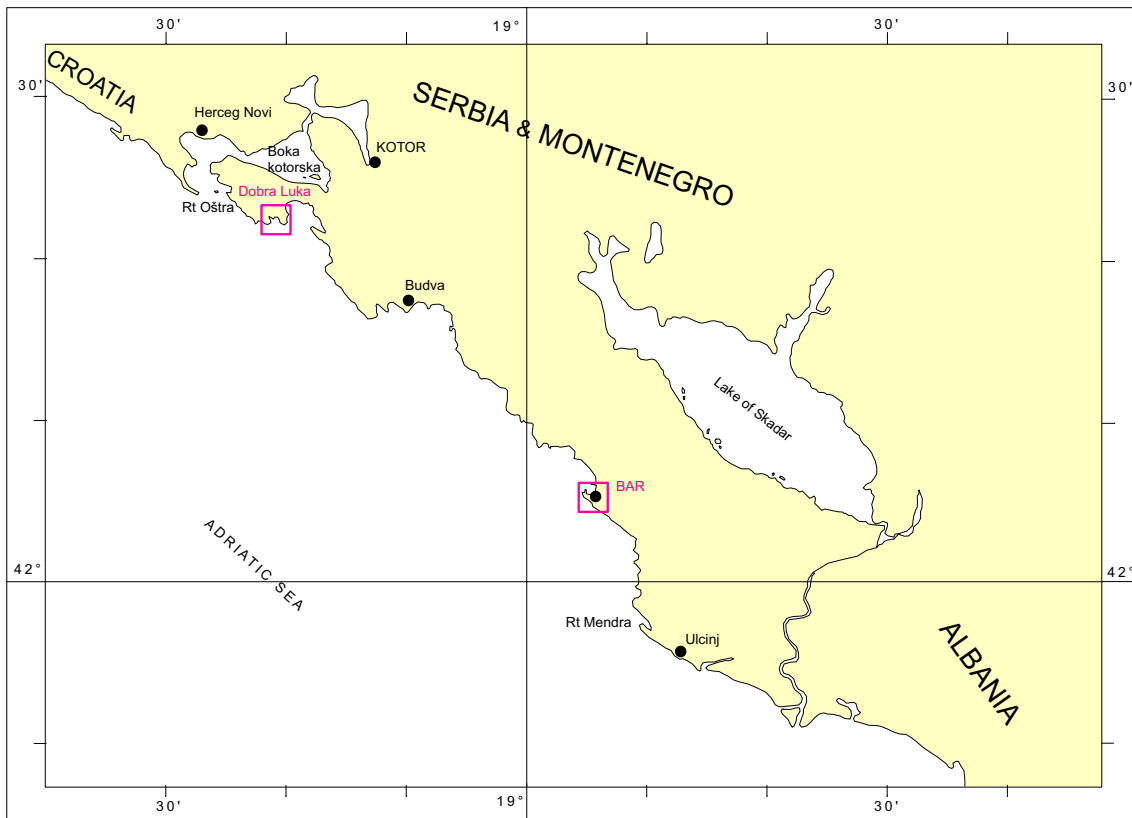 30'
19°
30'
CROATIA
30'
30'
SERBIA & MONTENEGRO
Herceg Novi
Boka
kotorska
KOTOR
Dobra Luka
Rt Oštra
Budva
Lake of Skadar
BAR
ADRIATIC SEA
42°
42°
Rt Mendra
Ulcinj
ALBANIA
30'
19°
30'